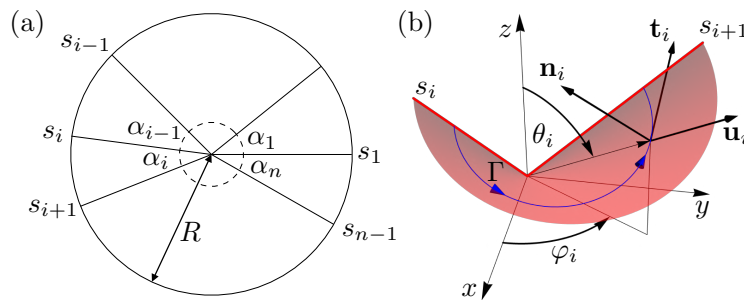 (a)
s_{i−1}
s_i
s_{i+1}
α_{i−1}
α_i
α_1
α_n
s_1
s_{n−1}
R
(b)
z
s_i
s_{i+1}
t_i
n_i
u_i
θ_i
Γ
y
x
φ_i